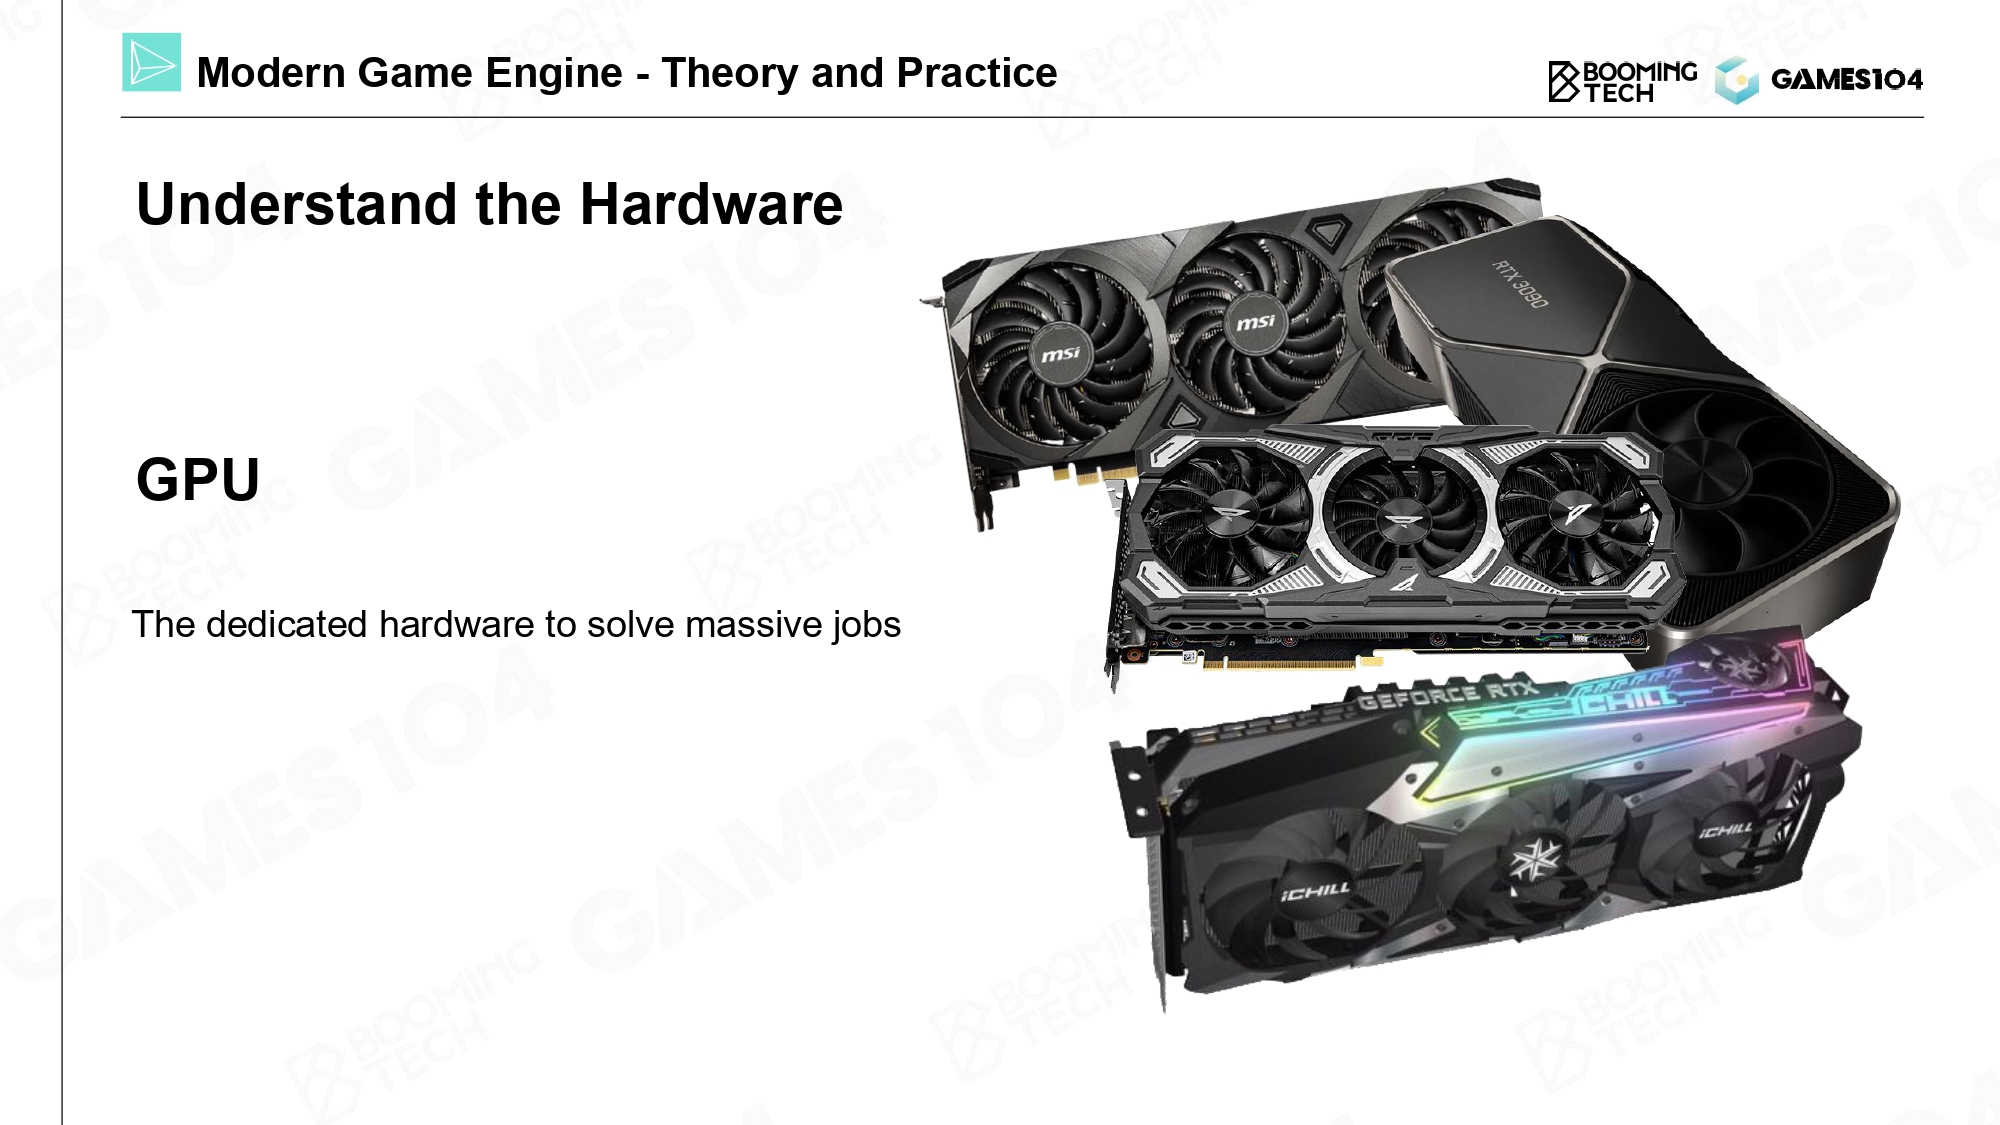 Modern Game Engine - Theory and Practice
BOOMING
TECH
GAMES104
Understand the Hardware
GPU
The dedicated hardware to solve massive jobs
msi
msi
RTX 3090
GEFORCE RTX
iCHILL
iCHILL
iCHILL